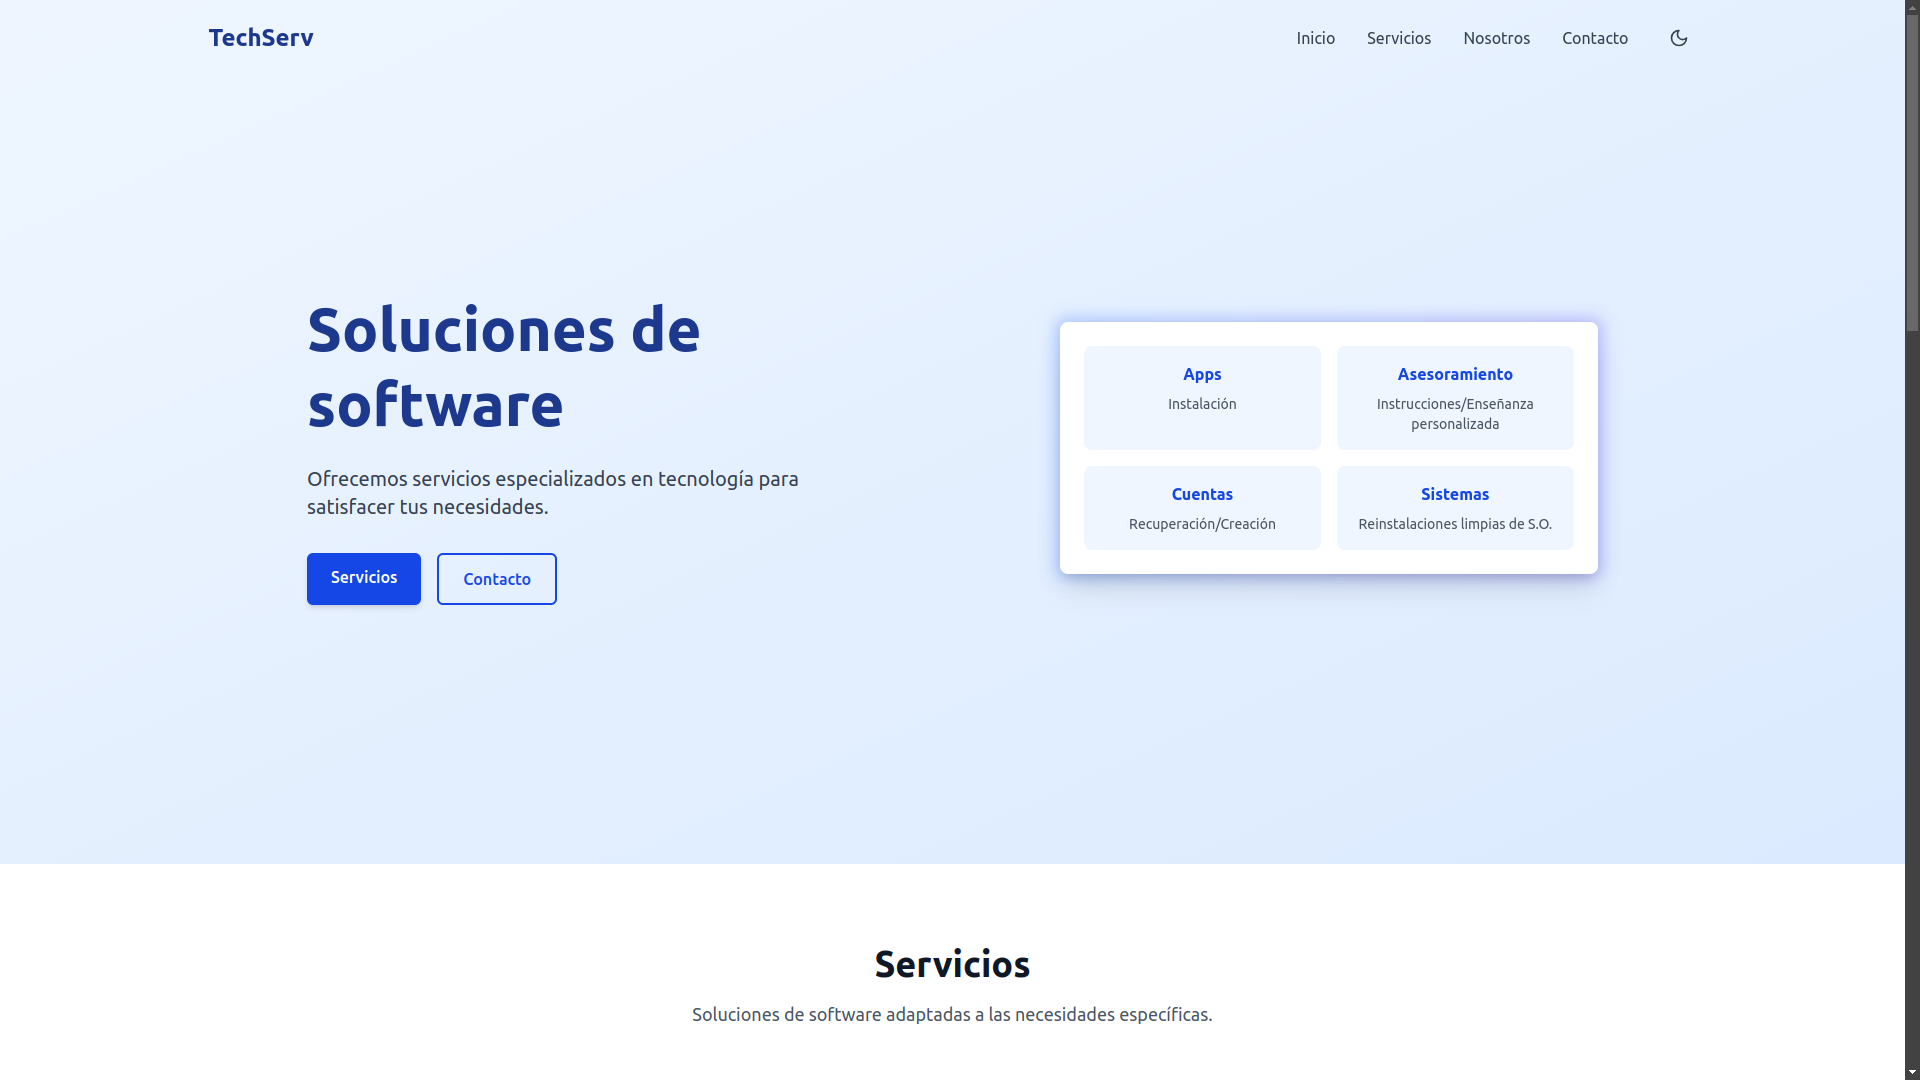 TechServ
Inicio
Servicios
Nosotros
Contacto
Soluciones de
software
Ofrecemos servicios especializados en tecnología para
satisfacer tus necesidades.
Servicios
Contacto
Apps
Instalación
Asesoramiento
Instrucciones/Enseñanza
personalizada
Cuentas
Recuperación/Creación
Sistemas
Reinstalaciones limpias de S.O.
Servicios
Soluciones de software adaptadas a las necesidades específicas.